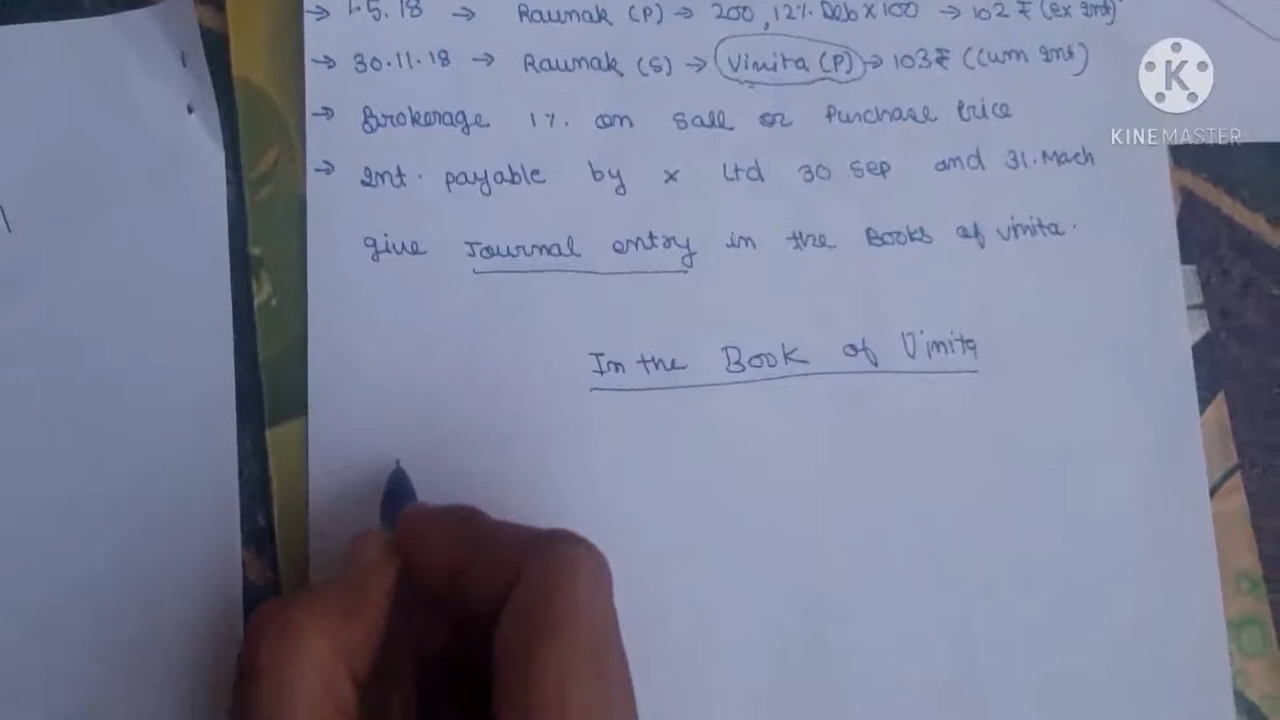 → 1.5.18 → Raunak (P) → 200, 12% Deb x 100 → 102 ₹ (ex Int)
→ 30.11.18 → Raunak (S) → Vinita (P) → 103₹ (Cum Int)
→ Brokerage 1%. on Sale or Purchase Price
→ Int. payable by x Ltd 30 Sep and 31. Mach
give Journal entry in the Books of vinita.
In the Book of Vinita
K
KINEMASTER